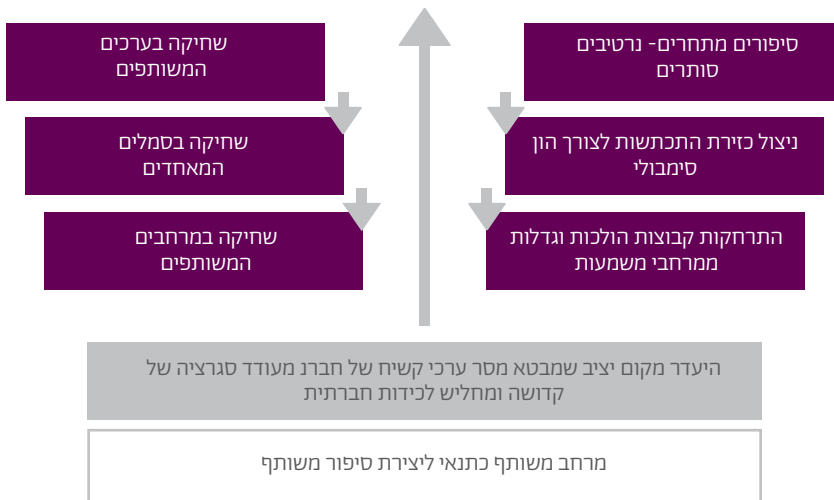 סיפורים מתחרים- נרטיבים
סותרים
ניצול כזירת התכתשות לצורך הון
סימבולי
התרחקות קבוצות הולכות וגדלות
ממרחבי משמעות
שחיקה בערכים
המשותפים
שחיקה בסמלים
המאחדים
שחיקה במרחבים
המשותפים
היעדר מקום יציב שמבטא מסר ערכי קשיח של חברנ מעודד סגרציה של
קדושה ומחליש לכידות חברתית
מרחב משותף כתנאי ליצירת סיפור משותף